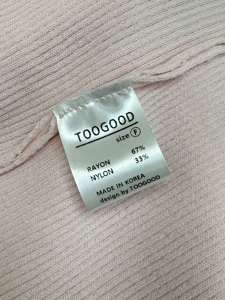 TOOGOOD
size F
RAYON 67%
NYLON 33%
MADE IN KOREA
design by TOOGOOD